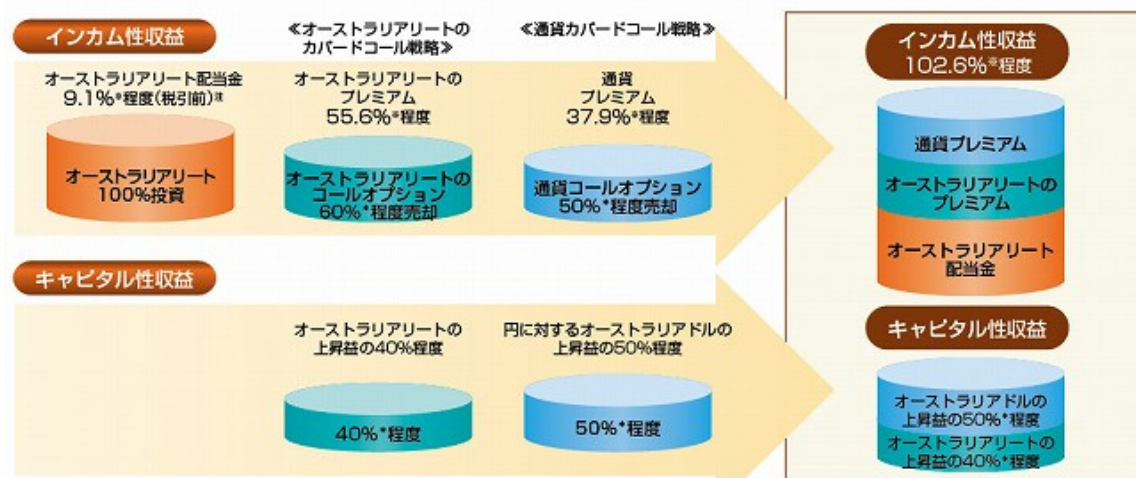 インカム性収益
≪オーストラリアリートの
カバードコール戦略≫
≪通貨カバードコール戦略≫
オーストラリアリート配当金
9.1%*程度(税引前)注
オーストラリアリートの
プレミアム
55.6%*程度
通貨
プレミアム
37.9%*程度
オーストラリアリート
100%投資
オーストラリアリートの
コールオプション
60%*程度売却
通貨コールオプション
50%*程度売却
キャピタル性収益
オーストラリアリートの
上昇益の40%程度
円に対するオーストラリアドルの
上昇益の50%程度
40%*程度
50%*程度
インカム性収益
102.6%※程度
通貨プレミアム
オーストラリアリートの
プレミアム
オーストラリアリート
配当金
キャピタル性収益
オーストラリアドルの
上昇益の50%*程度
オーストラリアリートの
上昇益の40%*程度